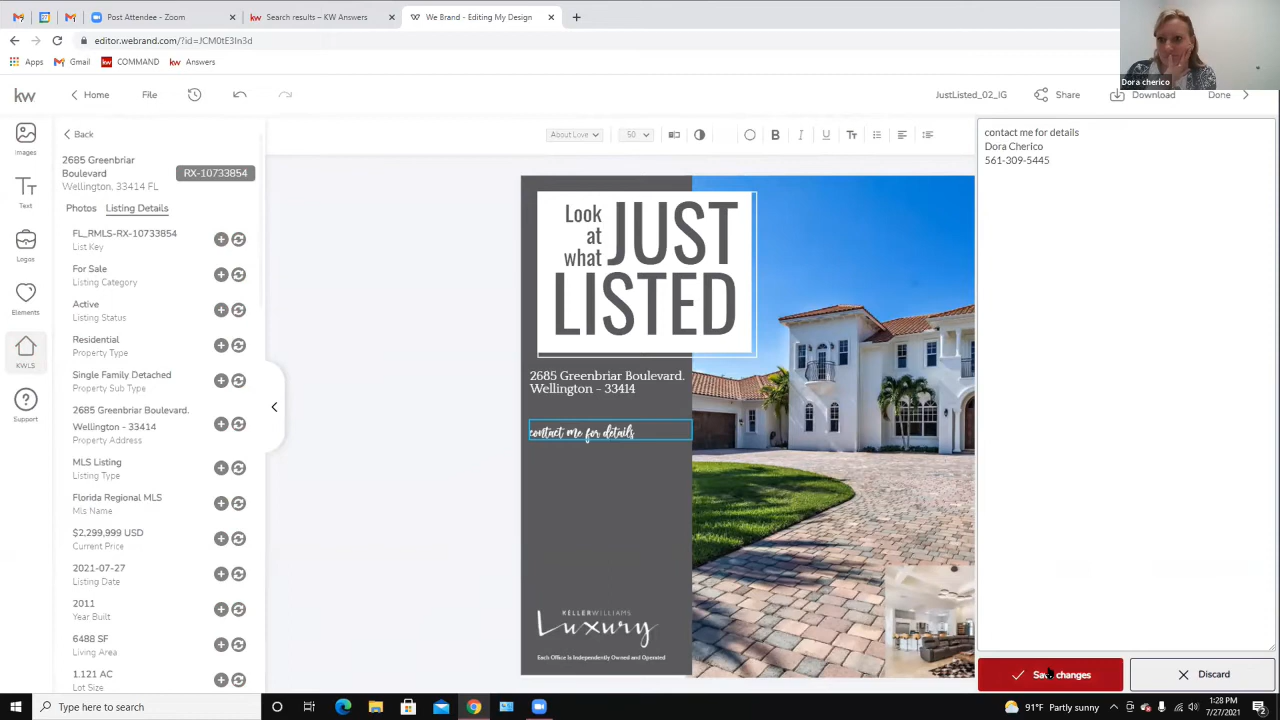 Post Attendee - Zoom
Search results – KW Answers
We Brand - Editing My Design
editor.webrand.com/?id=JCM0tE3In3d
Apps
Gmail
kw COMMAND
kw Answers
Dora cherico
kw
Home
File
JustListed_02_IG
Share
Download
Done
Images
Text
Logos
Elements
KWLS
Support
Back
2685 Greenbriar
Boulevard
Wellington, 33414 FL
RX-10733854
Photos
Listing Details
FL_RMLS-RX-10733854
List Key
For Sale
Listing Category
Active
Listing Status
Residential
Property Type
Single Family Detached
Property Sub Type
2685 Greenbriar Boulevard.
Wellington - 33414
Property Address
MLS Listing
Listing Type
Florida Regional MLS
Mls Name
$2,299,999 USD
Current Price
2021-07-27
Listing Date
2011
Year Built
6488 SF
Living Area
1.121 AC
Lot Size
About Love
50
B I U Tт
Look
at
what
JUST
LISTED
2685 Greenbriar Boulevard.
Wellington - 33414
contact me for details
KELLERWILLIAMS
Luxury
Each Office Is Independently Owned and Operated
contact me for details
Dora Cherico
561-309-5445
Save changes
Discard
Type here to search
91°F Partly sunny
1:28 PM
7/27/2021
2